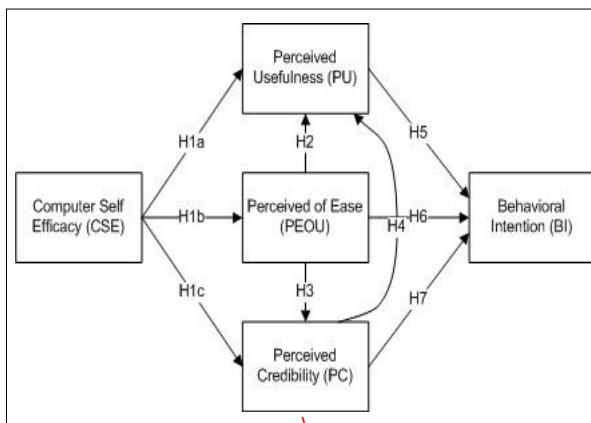 Perceived
Usefulness (PU)
H1a
H2
H5
Computer Self
Efficacy (CSE)
H1b
Perceived of Ease
(PEOU)
H4
H6
Behavioral
Intention (BI)
H1c
H3
H7
Perceived
Credibility (PC)